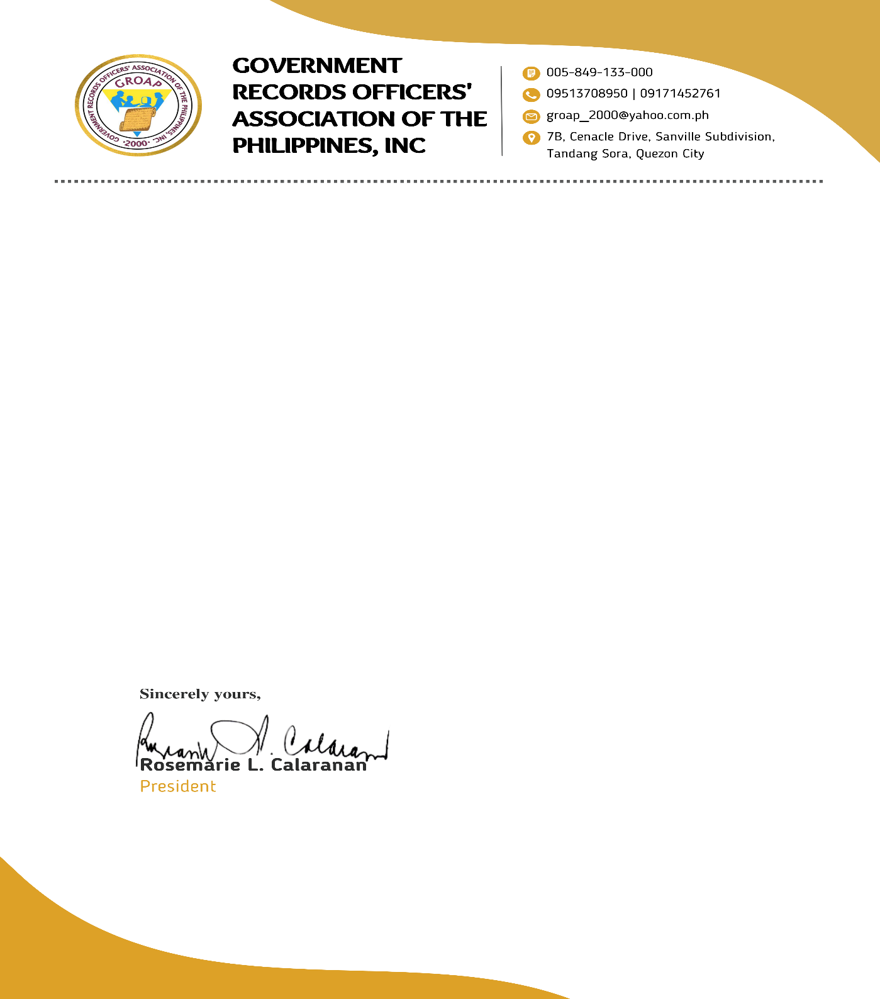 GOVERNMENT RECORDS OFFICERS' ASSOCIATION OF THE PHILIPPINES, INC.
GROAP
·2000·
GOVERNMENT
RECORDS OFFICERS'
ASSOCIATION OF THE
PHILIPPINES, INC
005-849-133-000
09513708950 | 09171452761
groap_2000@yahoo.com.ph
7B, Cenacle Drive, Sanville Subdivision,
Tandang Sora, Quezon City
Sincerely yours,
Rosemarie L. Calaranan
President